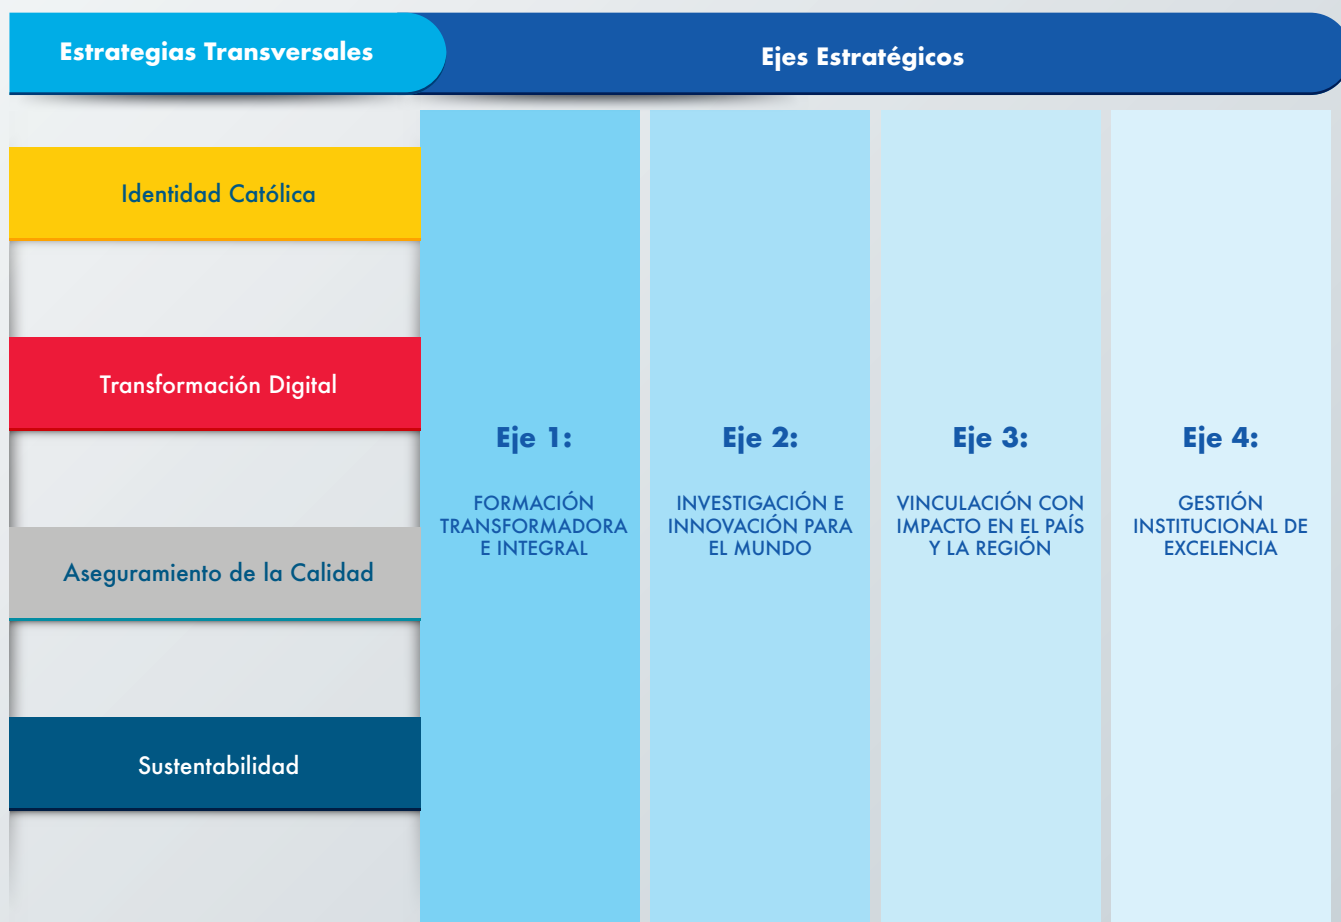 Estrategias Transversales
Ejes Estratégicos
Identidad Católica
Transformación Digital
Aseguramiento de la Calidad
Sustentabilidad
Eje 1:
FORMACIÓN
TRANSFORMADORA
E INTEGRAL
Eje 2:
INVESTIGACIÓN E
INNOVACIÓN PARA
EL MUNDO
Eje 3:
VINCULACIÓN CON
IMPACTO EN EL PAÍS
Y LA REGIÓN
Eje 4:
GESTIÓN
INSTITUCIONAL DE
EXCELENCIA